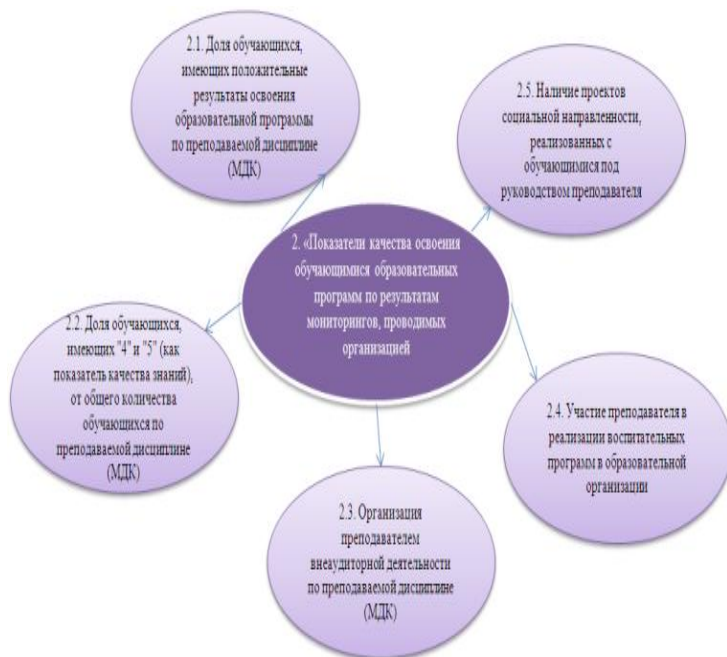 2. «Показатели качества освоения
обучающимися образовательных
программ по результатам
мониторингов, проводимых
организацией
2.1. Доля обучающихся,
имеющих положительные
результаты освоения
образовательной программы
по преподаваемой дисциплине
(МДК)
2.2. Доля обучающихся,
имеющих "4" и "5" (как
показатель качества знаний),
от общего количества
обучающихся по
преподаваемой дисциплине
(МДК)
2.3. Организация
преподавателем
внеаудиторной деятельности
по преподаваемой дисциплине
(МДК)
2.4. Участие преподавателя в
реализации воспитательных
программ в образовательной
организации
2.5. Наличие проектов
социальной направленности,
реализованных с
обучающимися под
руководством преподавателя